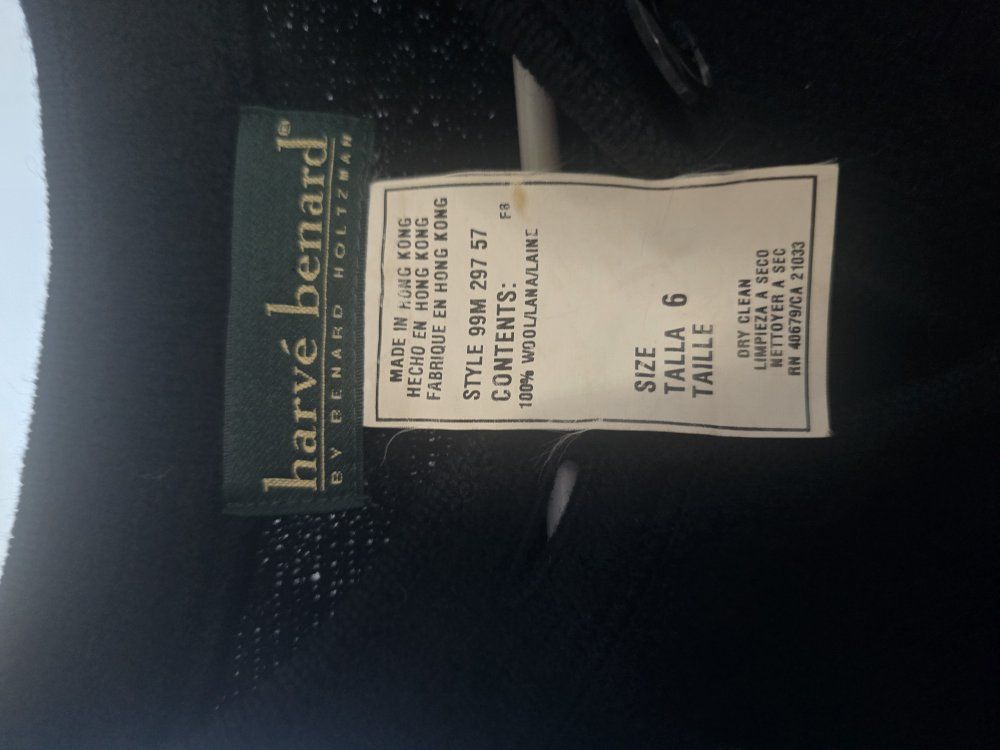 harvé benard®
BY BENARD HOLTZMAN
MADE IN HONG KONG
HECHO EN HONG KONG
FABRIQUE EN HONG KONG
STYLE 99M 297 57
CONTENTS: F8
100% WOOL/LANA/LAINE
SIZE
TALLA 6
TAILLE
DRY CLEAN
LIMPIEZA A SECO
NETTOYER A SEC
RN 40679/CA 21033